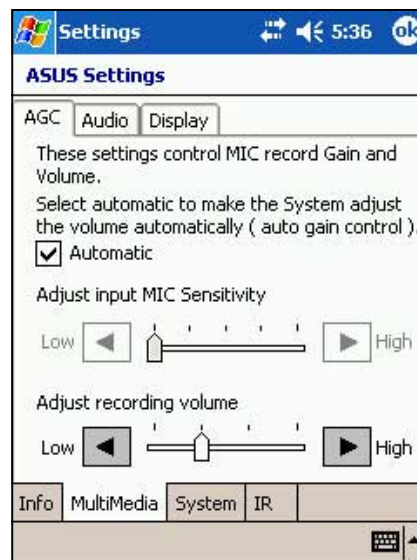 Settings 5:36 ok
ASUS Settings
AGC Audio Display
These settings control MIC record Gain and
Volume.
Select automatic to make the System adjust
the volume automatically ( auto gain control ).
Automatic
Adjust input MIC Sensitivity
Low High
Adjust recording volume
Low High
Info MultiMedia System IR